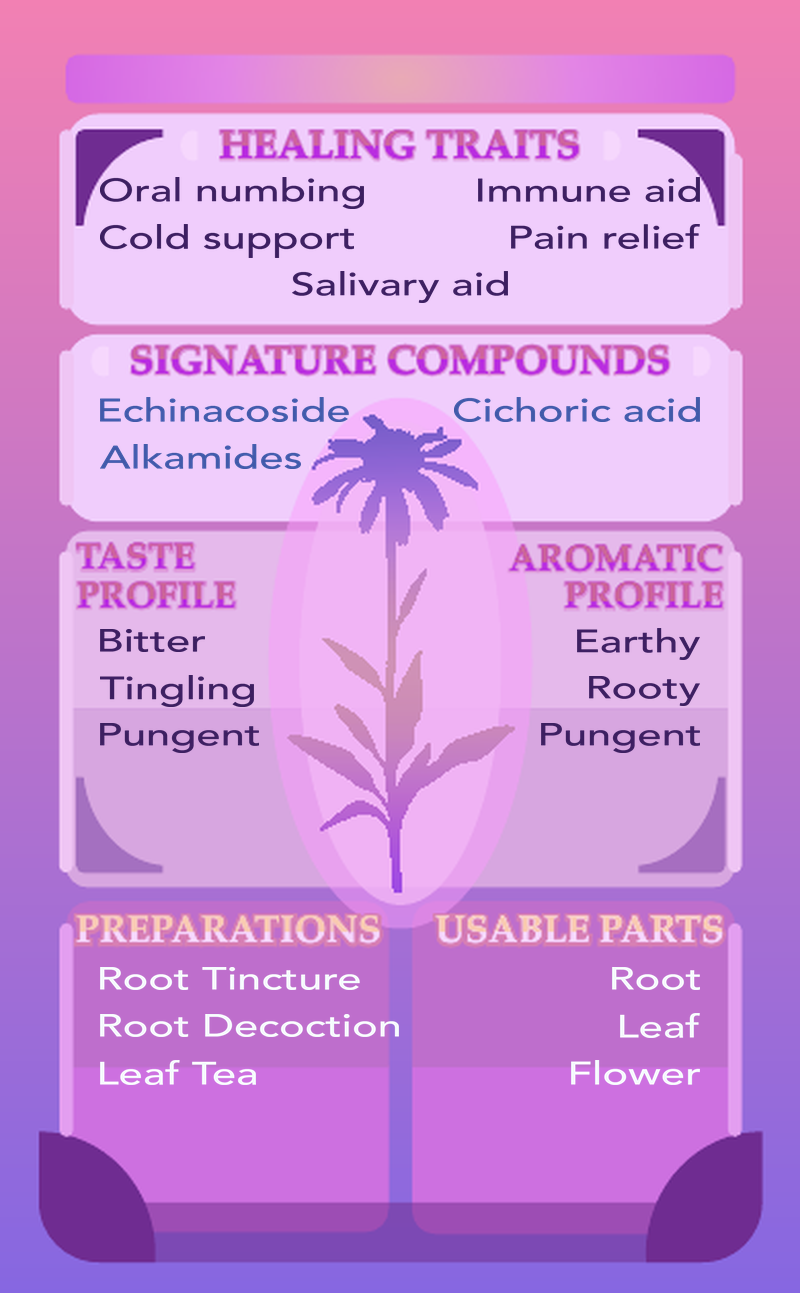 HEALING TRAITS
Oral numbing Immune aid
Cold support Pain relief
Salivary aid
SIGNATURE COMPOUNDS
Echinacoside Cichoric acid
Alkamides
TASTE
PROFILE
Bitter
Tingling
Pungent
AROMATIC
PROFILE
Earthy
Rooty
Pungent
PREPARATIONS
Root Tincture
Root Decoction
Leaf Tea
USABLE PARTS
Root
Leaf
Flower